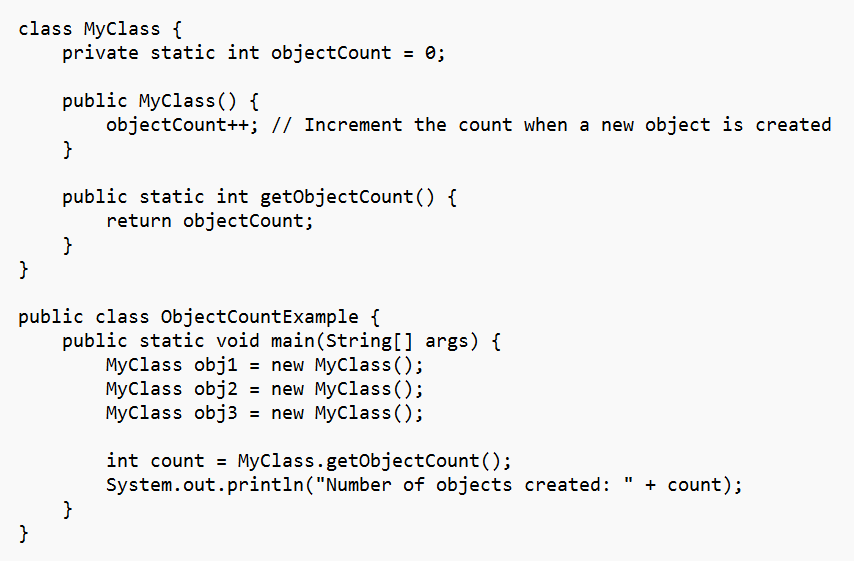 class MyClass {
    private static int objectCount = 0;

    public MyClass() {
        objectCount++; // Increment the count when a new object is created
    }

    public static int getObjectCount() {
        return objectCount;
    }
}

public class ObjectCountExample {
    public static void main(String[] args) {
        MyClass obj1 = new MyClass();
        MyClass obj2 = new MyClass();
        MyClass obj3 = new MyClass();

        int count = MyClass.getObjectCount();
        System.out.println("Number of objects created: " + count);
    }
}